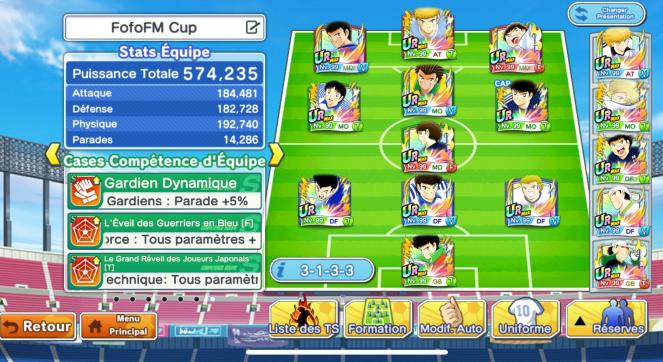 FofoFM Cup
Changer
Présentation
Stats Équipe
Puissance Totale 574,235
Attaque 184,481
Défense 182,728
Physique 192,740
Parades 14,286
Cases Compétence d'Équipe
Gardien Dynamique
Gardiens : Parade +5%
L'Éveil des Guerriers en Bleu [F]
orce : Tous paramètres +
Le Grand Réveil des Joueurs Japonais
[T]
echnique: Tous paramètr
CAP
3-1-3-3
Retour
Menu
Principal
Liste des TS
Formation
Modif. Auto
Uniforme
10
Réserves